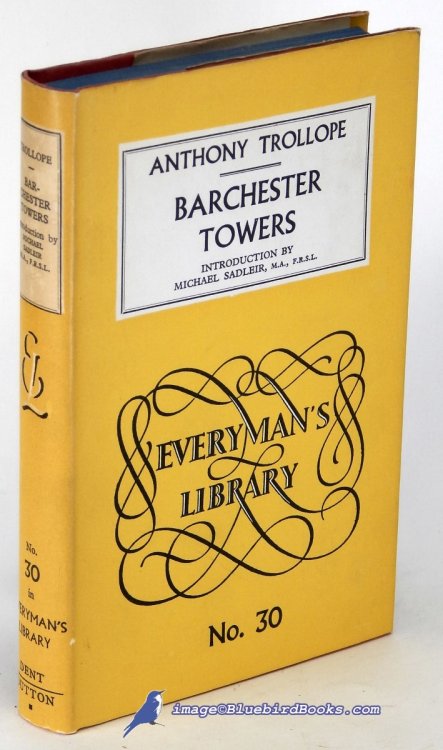 TROLLOPE
BAR-
CHESTER
TOWERS
Introduction by
MICHAEL
SADLEIR
M.A., F.R.S.L.
EL
No.
30
in
EVERYMAN'S
LIBRARY
DENT
DUTTON
ANTHONY TROLLOPE
BARCHESTER
TOWERS
INTRODUCTION BY
MICHAEL SADLEIR, M.A., F.R.S.L.
EVERYMAN'S
LIBRARY
No. 30
image©BluebirdBooks.com